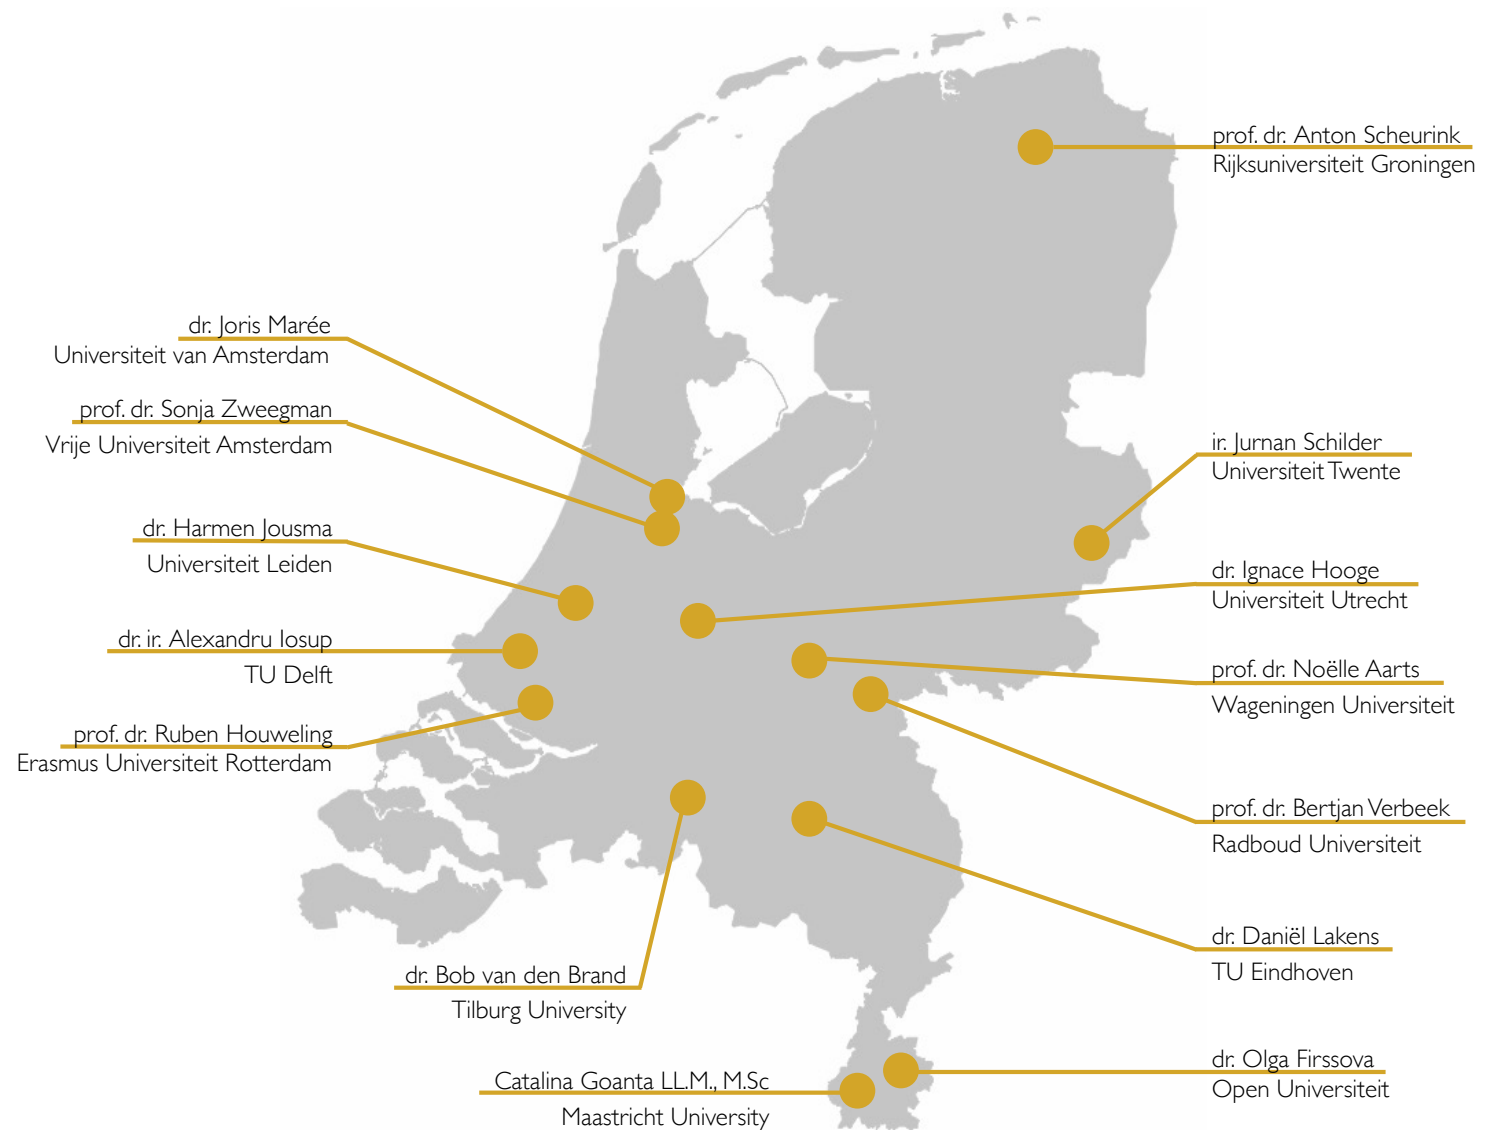 prof. dr. Anton Scheurink
Rijksuniversiteit Groningen
dr. Joris Marée
Universiteit van Amsterdam
prof. dr. Sonja Zweegman
Vrije Universiteit Amsterdam
dr. Harmen Jousma
Universiteit Leiden
dr. ir. Alexandru Iosup
TU Delft
prof. dr. Ruben Houweling
Erasmus Universiteit Rotterdam
dr. Bob van den Brand
Tilburg University
Catalina Goanta LL.M., M.Sc
Maastricht University
ir. Jurnan Schilder
Universiteit Twente
dr. Ignace Hooge
Universiteit Utrecht
prof. dr. Noëlle Aarts
Wageningen Universiteit
prof. dr. Bertjan Verbeek
Radboud Universiteit
dr. Daniël Lakens
TU Eindhoven
dr. Olga Firssova
Open Universiteit